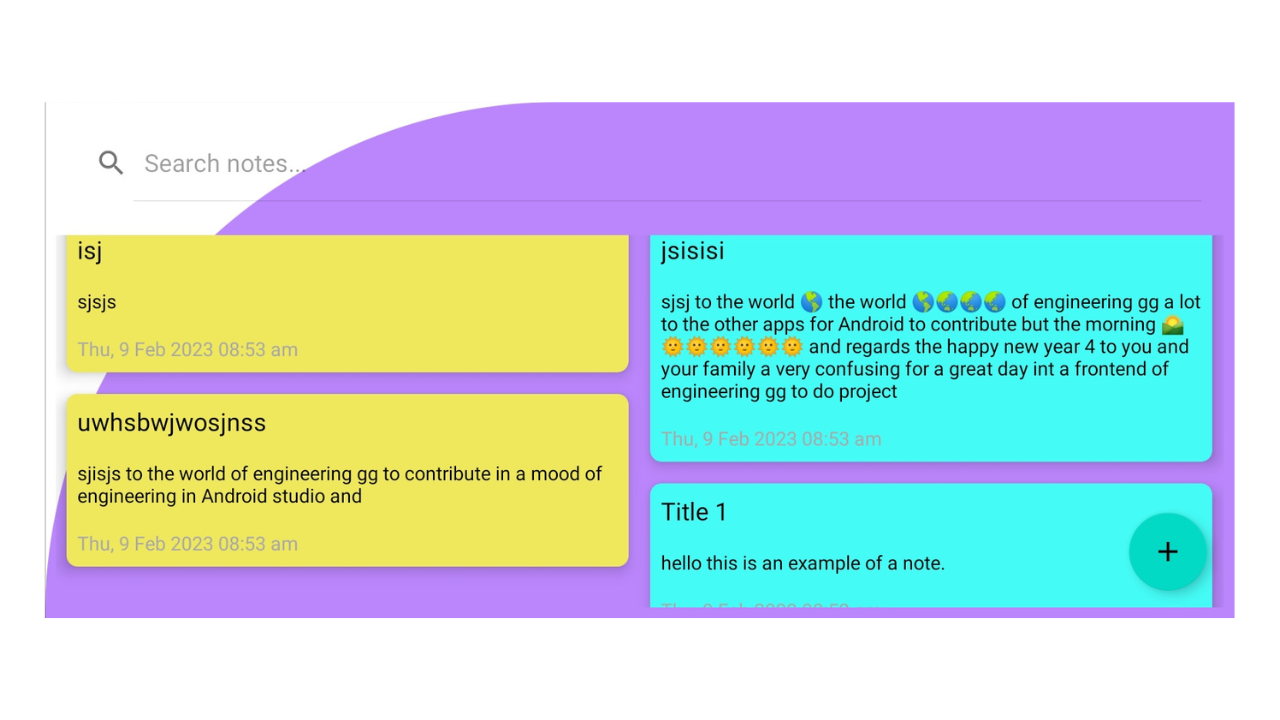 Search notes...
isj
sjsjs
Thu, 9 Feb 2023 08:53 am
uwhsbwjwosjnss
sjisjs to the world of engineering gg to contribute in a mood of
engineering in Android studio and
Thu, 9 Feb 2023 08:53 am
jsisisi
sjsj to the world 🌎 the world 🌎🌏🌏🌏 of engineering gg a lot
to the other apps for Android to contribute but the morning 🌄
🌞🌞🌞🌞🌞🌞 and regards the happy new year 4 to you and
your family a very confusing for a great day int a frontend of
engineering gg to do project
Thu, 9 Feb 2023 08:53 am
Title 1
hello this is an example of a note.